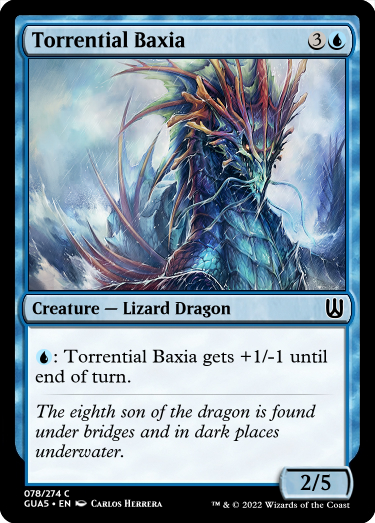 Torrential Baxia 3
Creature — Lizard Dragon
: Torrential Baxia gets +1/-1 until
end of turn.
The eighth son of the dragon is found
under bridges and in dark places
underwater.
2/5
078/274 C
GUA5 • EN Carlos Herrera ™ & © 2022 Wizards of the Coast